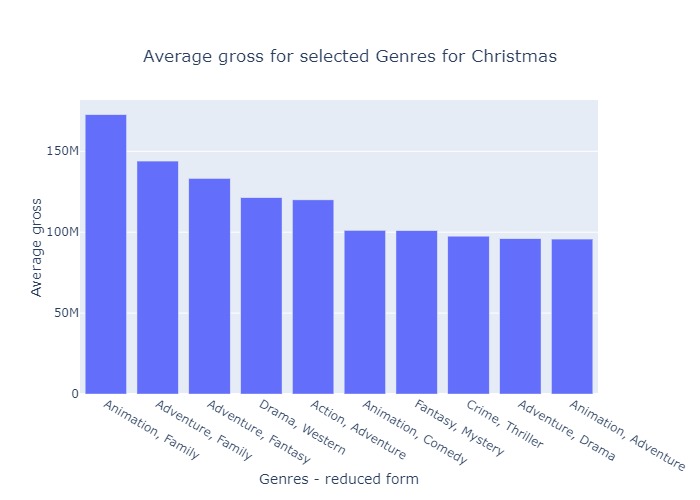 Average gross for selected Genres for Christmas
150M
100M
50M
0
Average gross
Animation, Family
Adventure, Family
Adventure, Fantasy
Drama, Western
Action, Adventure
Animation, Comedy
Fantasy, Mystery
Crime, Thriller
Adventure, Drama
Animation, Adventure
Genres - reduced form